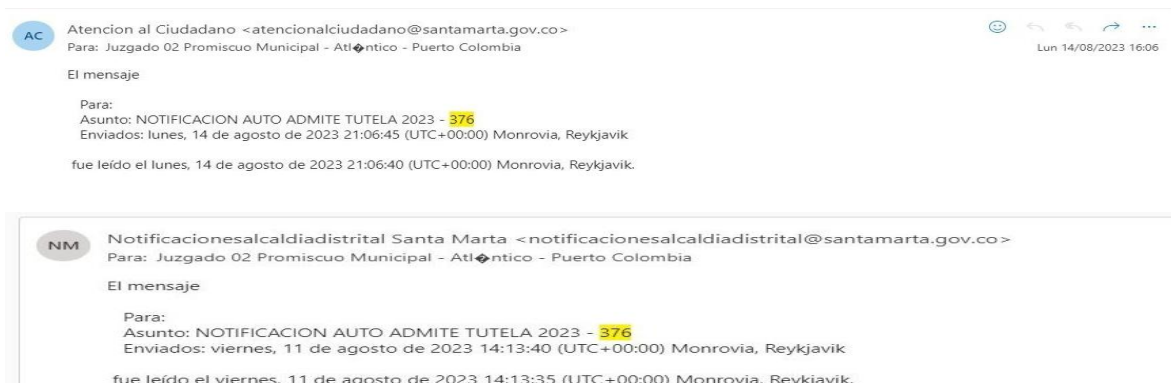 AC
Atencion al Ciudadano <atencionalciudadano@santamarta.gov.co>
Para: Juzgado 02 Promiscuo Municipal - Atl�ntico - Puerto Colombia
Lun 14/08/2023 16:06
El mensaje
Para:
Asunto: NOTIFICACION AUTO ADMITE TUTELA 2023 - 376
Enviados: lunes, 14 de agosto de 2023 21:06:45 (UTC+00:00) Monrovia, Reykjavik
fue leído el lunes, 14 de agosto de 2023 21:06:40 (UTC+00:00) Monrovia, Reykjavik.
NM
Notificacionesalcaldiadistrital Santa Marta <notificacionesalcaldiadistrital@santamarta.gov.co>
Para: Juzgado 02 Promiscuo Municipal - Atl�ntico - Puerto Colombia
El mensaje
Para:
Asunto: NOTIFICACION AUTO ADMITE TUTELA 2023 - 376
Enviados: viernes, 11 de agosto de 2023 14:13:40 (UTC+00:00) Monrovia, Reykjavik
fue leído el viernes, 11 de agosto de 2023 14:13:35 (UTC+00:00) Monrovia, Reykjavik.